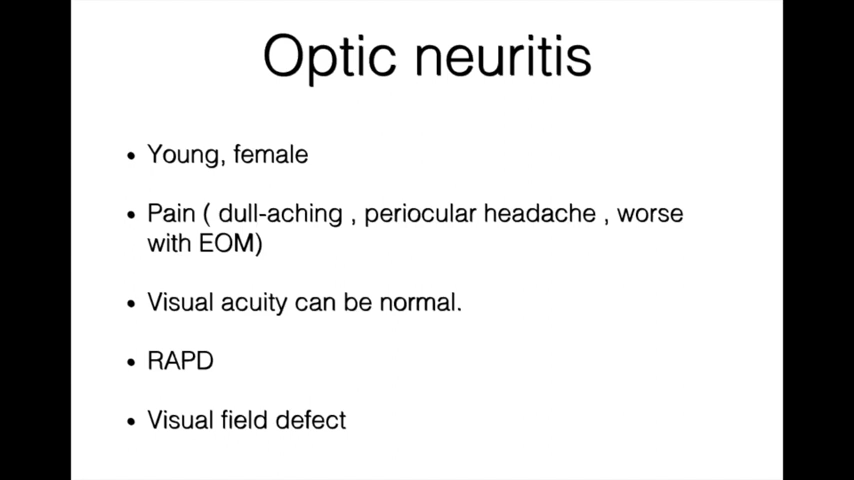 Optic neuritis
• Young, female
• Pain ( dull-aching , periocular headache , worse
with EOM)
• Visual acuity can be normal.
• RAPD
• Visual field defect